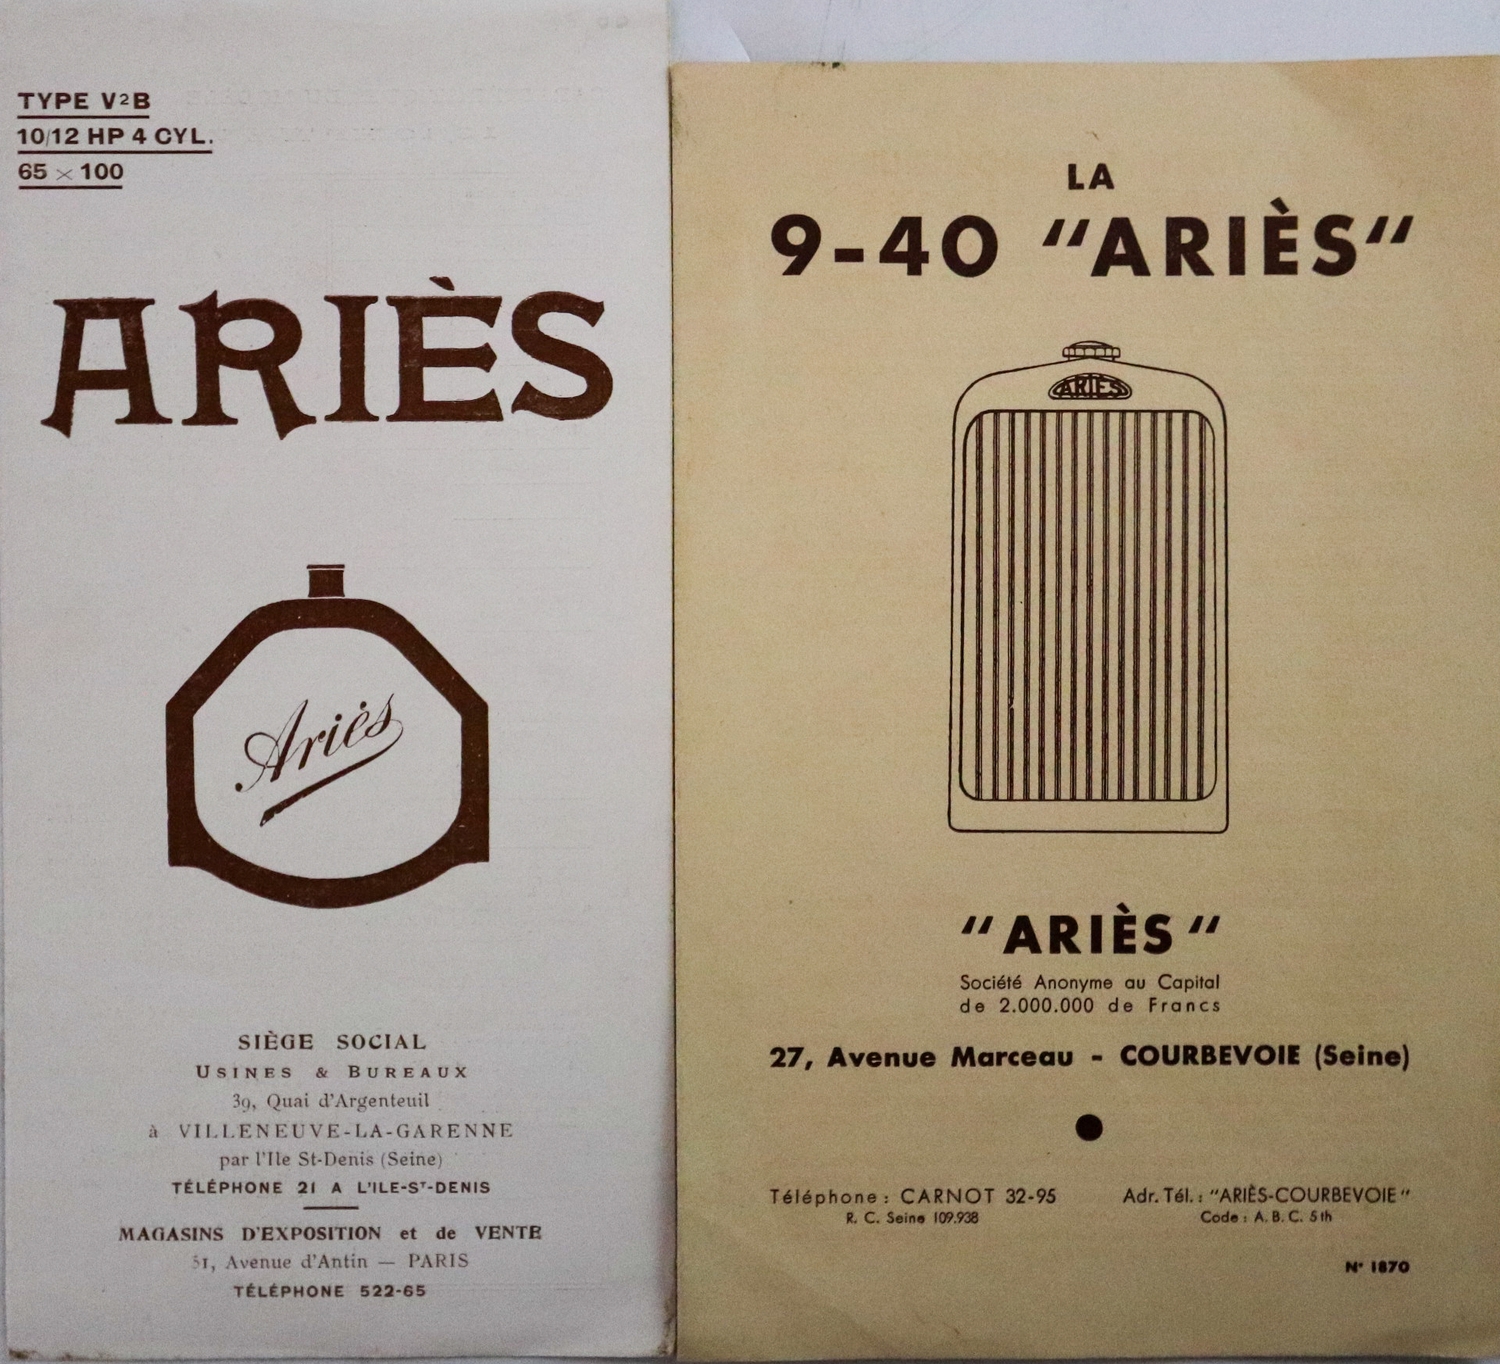 TYPE V²B
10/12 HP 4 CYL.
65 × 100
ARIÈS
Ariès
SIÈGE SOCIAL
USINES & BUREAUX
39, Quai d'Argenteuil
à VILLENEUVE-LA-GARENNE
par l'Ile St-Denis (Seine)
TÉLÉPHONE 21 A L'ILE-Sᵀ-DENIS
MAGASINS D'EXPOSITION et de VENTE
51, Avenue d'Antin — PARIS
TÉLÉPHONE 522-65
LA
9-40 "ARIÈS"
ARIÈS
"ARIÈS"
Société Anonyme au Capital
de 2.000.000 de Francs
27, Avenue Marceau - COURBEVOIE (Seine)
Téléphone : CARNOT 32-95
R. C. Seine 109.938
Adr. Tél. : "ARIÈS-COURBEVOIE"
Code : A. B. C. 5th
N° 1870